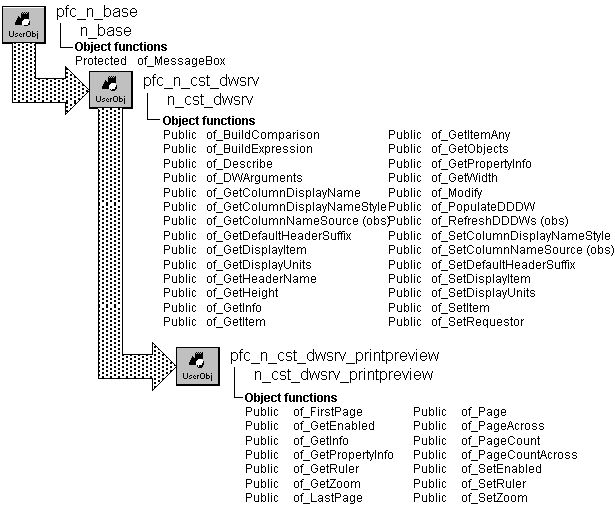 pfc_n_base
n_base
UserObj
Object functions
Protected of_MessageBox
pfc_n_cst_dwsrv
n_cst_dwsrv
UserObj
Object functions
Public of_BuildComparison Public of_GetItemAny
Public of_BuildExpression Public of_GetObjects
Public of_Describe Public of_GetPropertyInfo
Public of_DWArguments Public of_GetWidth
Public of_GetColumnDisplayName Public of_Modify
Public of_GetColumnDisplayNameStyle Public of_PopulateDDDW
Public of_GetColumnNameSource (obs) Public of_RefreshDDDWs (obs)
Public of_GetDefaultHeaderSuffix Public of_SetColumnDisplayNameStyle
Public of_GetDisplayItem Public of_SetColumnNameSource (obs)
Public of_GetDisplayUnits Public of_SetDefaultHeaderSuffix
Public of_GetHeaderName Public of_SetDisplayItem
Public of_GetHeight Public of_SetDisplayUnits
Public of_GetInfo Public of_SetItem
Public of_GetItem Public of_SetRequestor
pfc_n_cst_dwsrv_printpreview
n_cst_dwsrv_printpreview
UserObj
Object functions
Public of_FirstPage Public of_Page
Public of_GetEnabled Public of_PageAcross
Public of_GetInfo Public of_PageCount
Public of_GetPropertyInfo Public of_PageCountAcross
Public of_GetRuler Public of_SetEnabled
Public of_GetZoom Public of_SetRuler
Public of_LastPage Public of_SetZoom